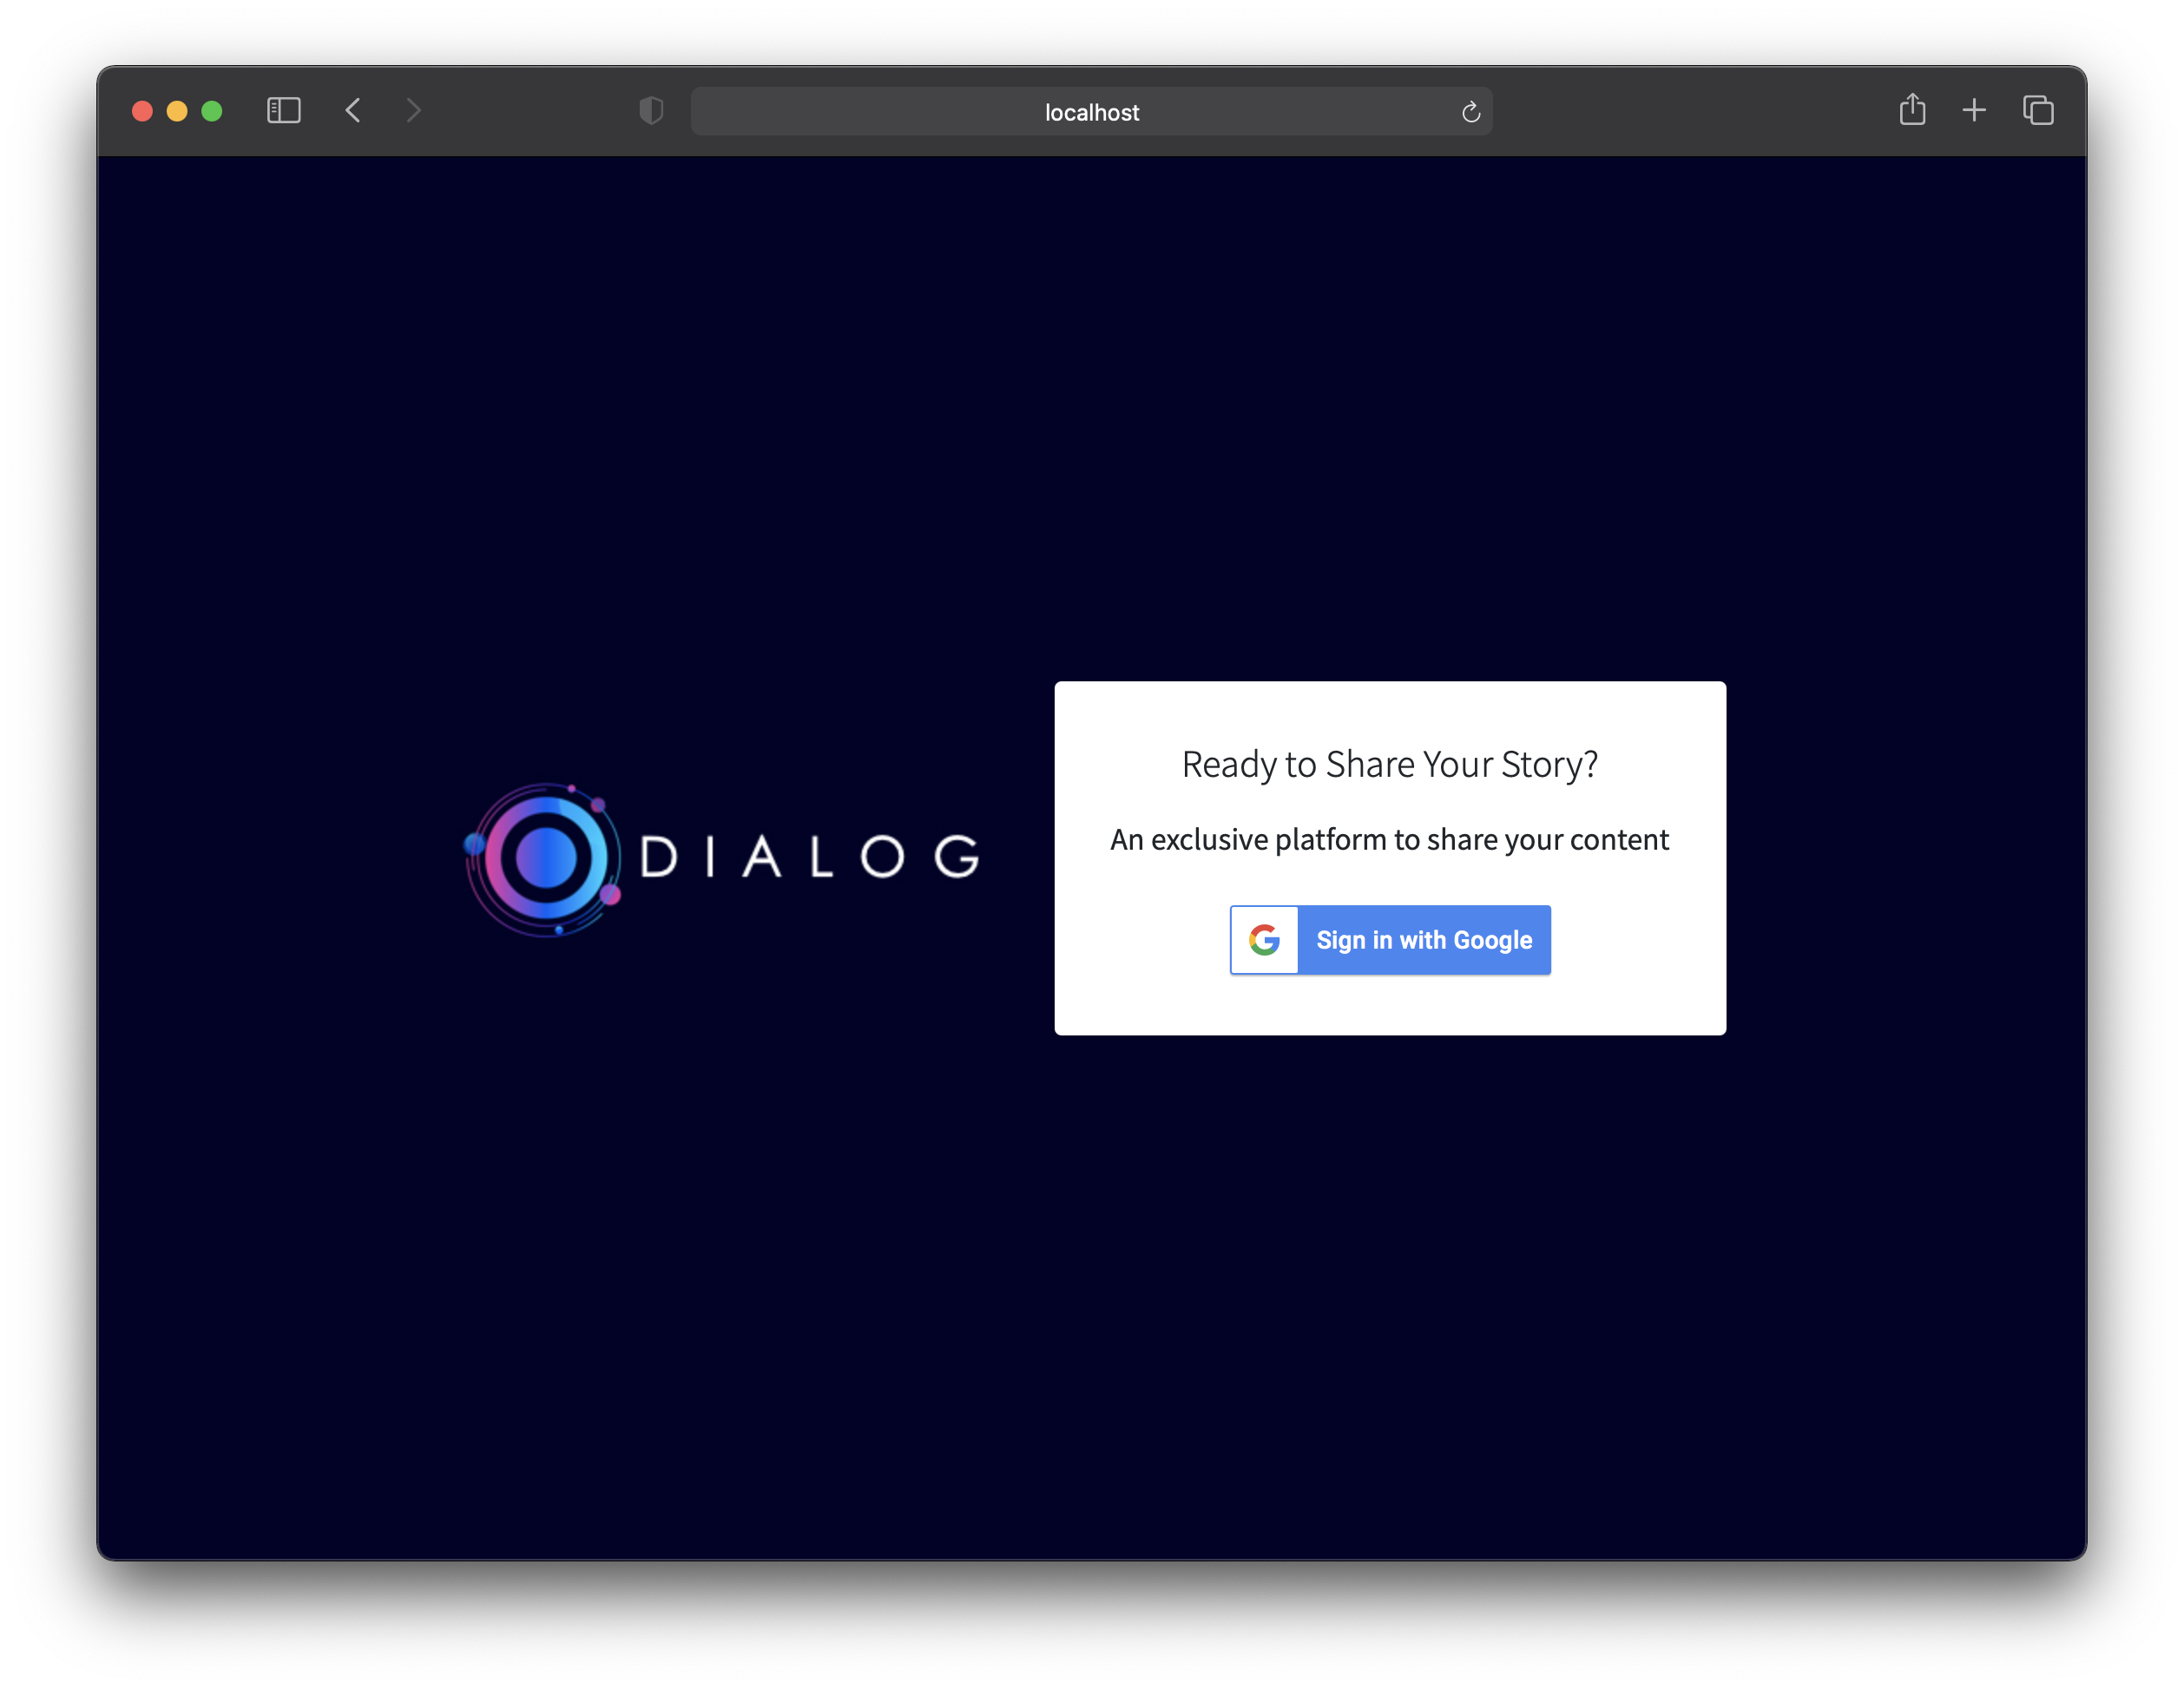 localhost
DIALOG
Ready to Share Your Story?
An exclusive platform to share your content
Sign in with Google